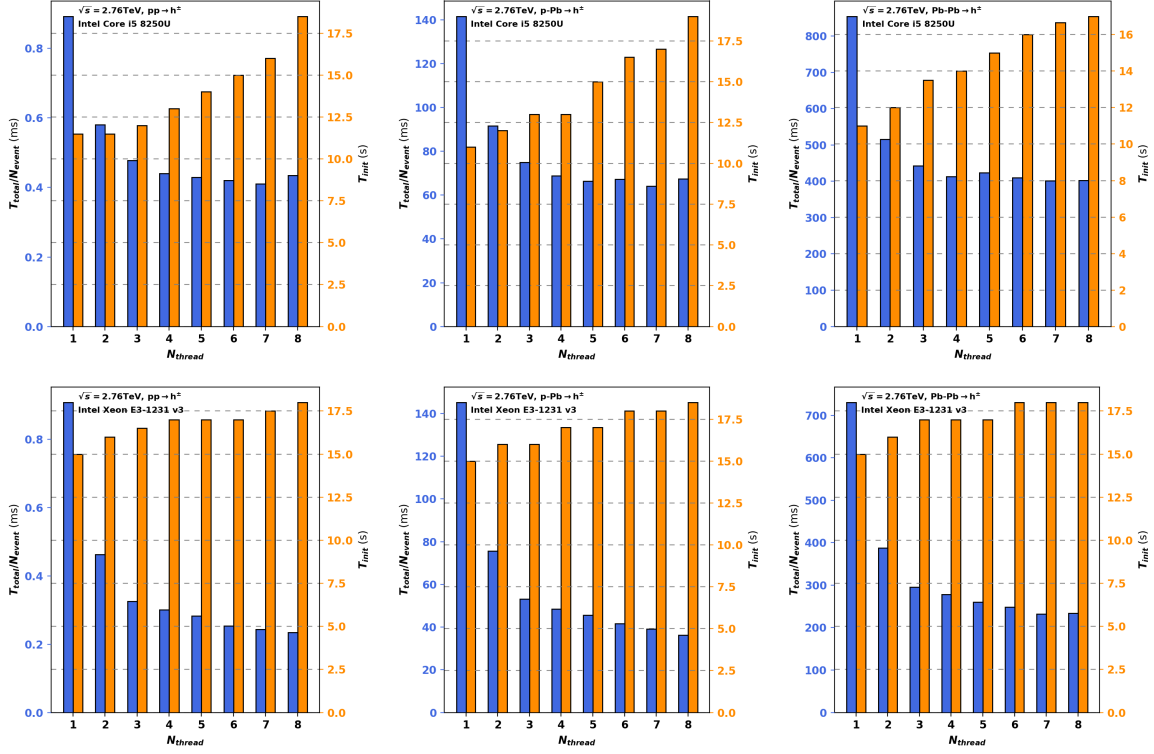 √s = 2.76TeV, pp → h±
Intel Core i5 8250U
T_total/N_event (ms)
0.0
0.2
0.4
0.6
0.8
T_init (s)
0.0
2.5
5.0
7.5
10.0
12.5
15.0
17.5
1 2 3 4 5 6 7 8
N_thread
√s = 2.76TeV, p-Pb → h±
Intel Core i5 8250U
T_total/N_event (ms)
0
20
40
60
80
100
120
140
T_init (s)
0.0
2.5
5.0
7.5
10.0
12.5
15.0
17.5
1 2 3 4 5 6 7 8
N_thread
√s = 2.76TeV, Pb-Pb → h±
Intel Core i5 8250U
T_total/N_event (ms)
0
100
200
300
400
500
600
700
800
T_init (s)
0
2
4
6
8
10
12
14
16
1 2 3 4 5 6 7 8
N_thread
√s = 2.76TeV, pp → h±
Intel Xeon E3-1231 v3
T_total/N_event (ms)
0.0
0.2
0.4
0.6
0.8
T_init (s)
0.0
2.5
5.0
7.5
10.0
12.5
15.0
17.5
1 2 3 4 5 6 7 8
N_thread
√s = 2.76TeV, p-Pb → h±
Intel Xeon E3-1231 v3
T_total/N_event (ms)
0
20
40
60
80
100
120
140
T_init (s)
0.0
2.5
5.0
7.5
10.0
12.5
15.0
17.5
1 2 3 4 5 6 7 8
N_thread
√s = 2.76TeV, Pb-Pb → h±
Intel Xeon E3-1231 v3
T_total/N_event (ms)
0
100
200
300
400
500
600
700
T_init (s)
0.0
2.5
5.0
7.5
10.0
12.5
15.0
17.5
1 2 3 4 5 6 7 8
N_thread